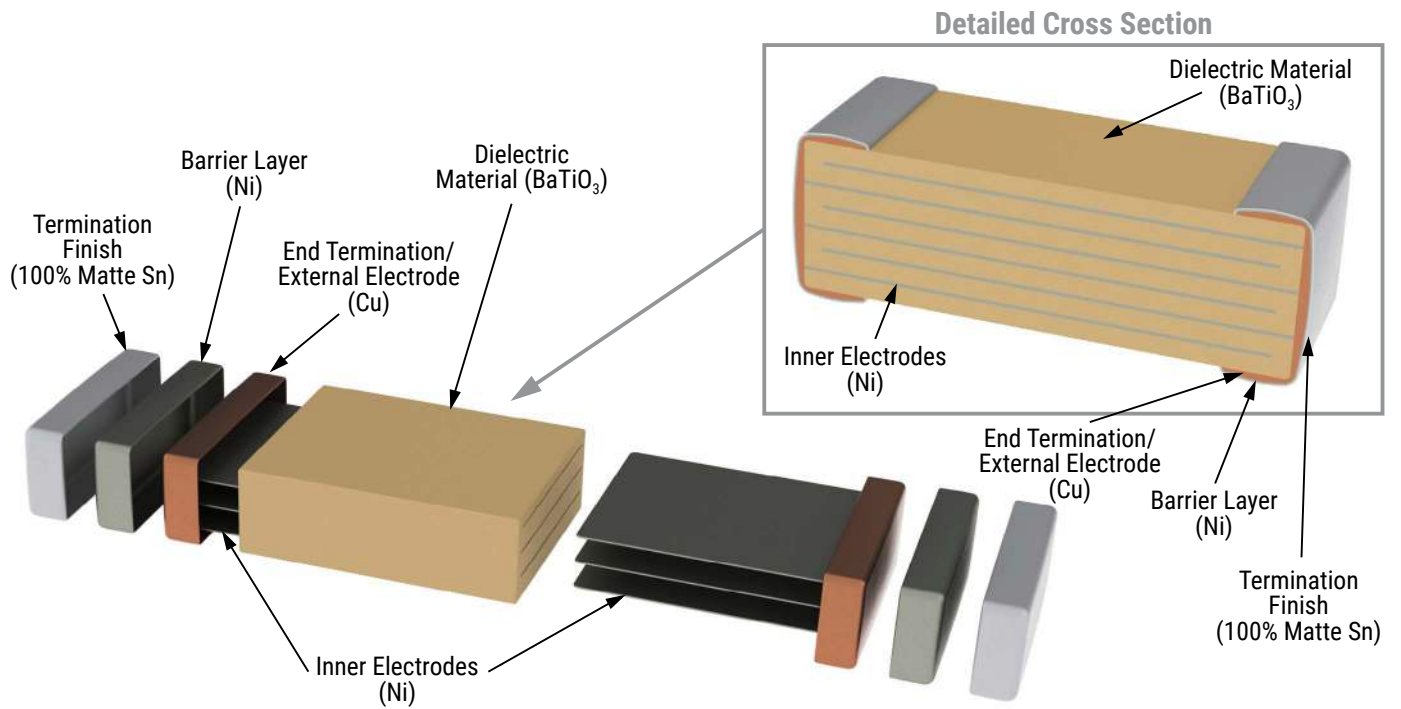 Detailed Cross Section
Dielectric Material
(BaTiO₃)
Inner Electrodes
(Ni)
End Termination/
External Electrode
(Cu)
Barrier Layer
(Ni)
Termination
Finish
(100% Matte Sn)
Termination
Finish
(100% Matte Sn)
Barrier Layer
(Ni)
End Termination/
External Electrode
(Cu)
Dielectric
Material (BaTiO₃)
Inner Electrodes
(Ni)